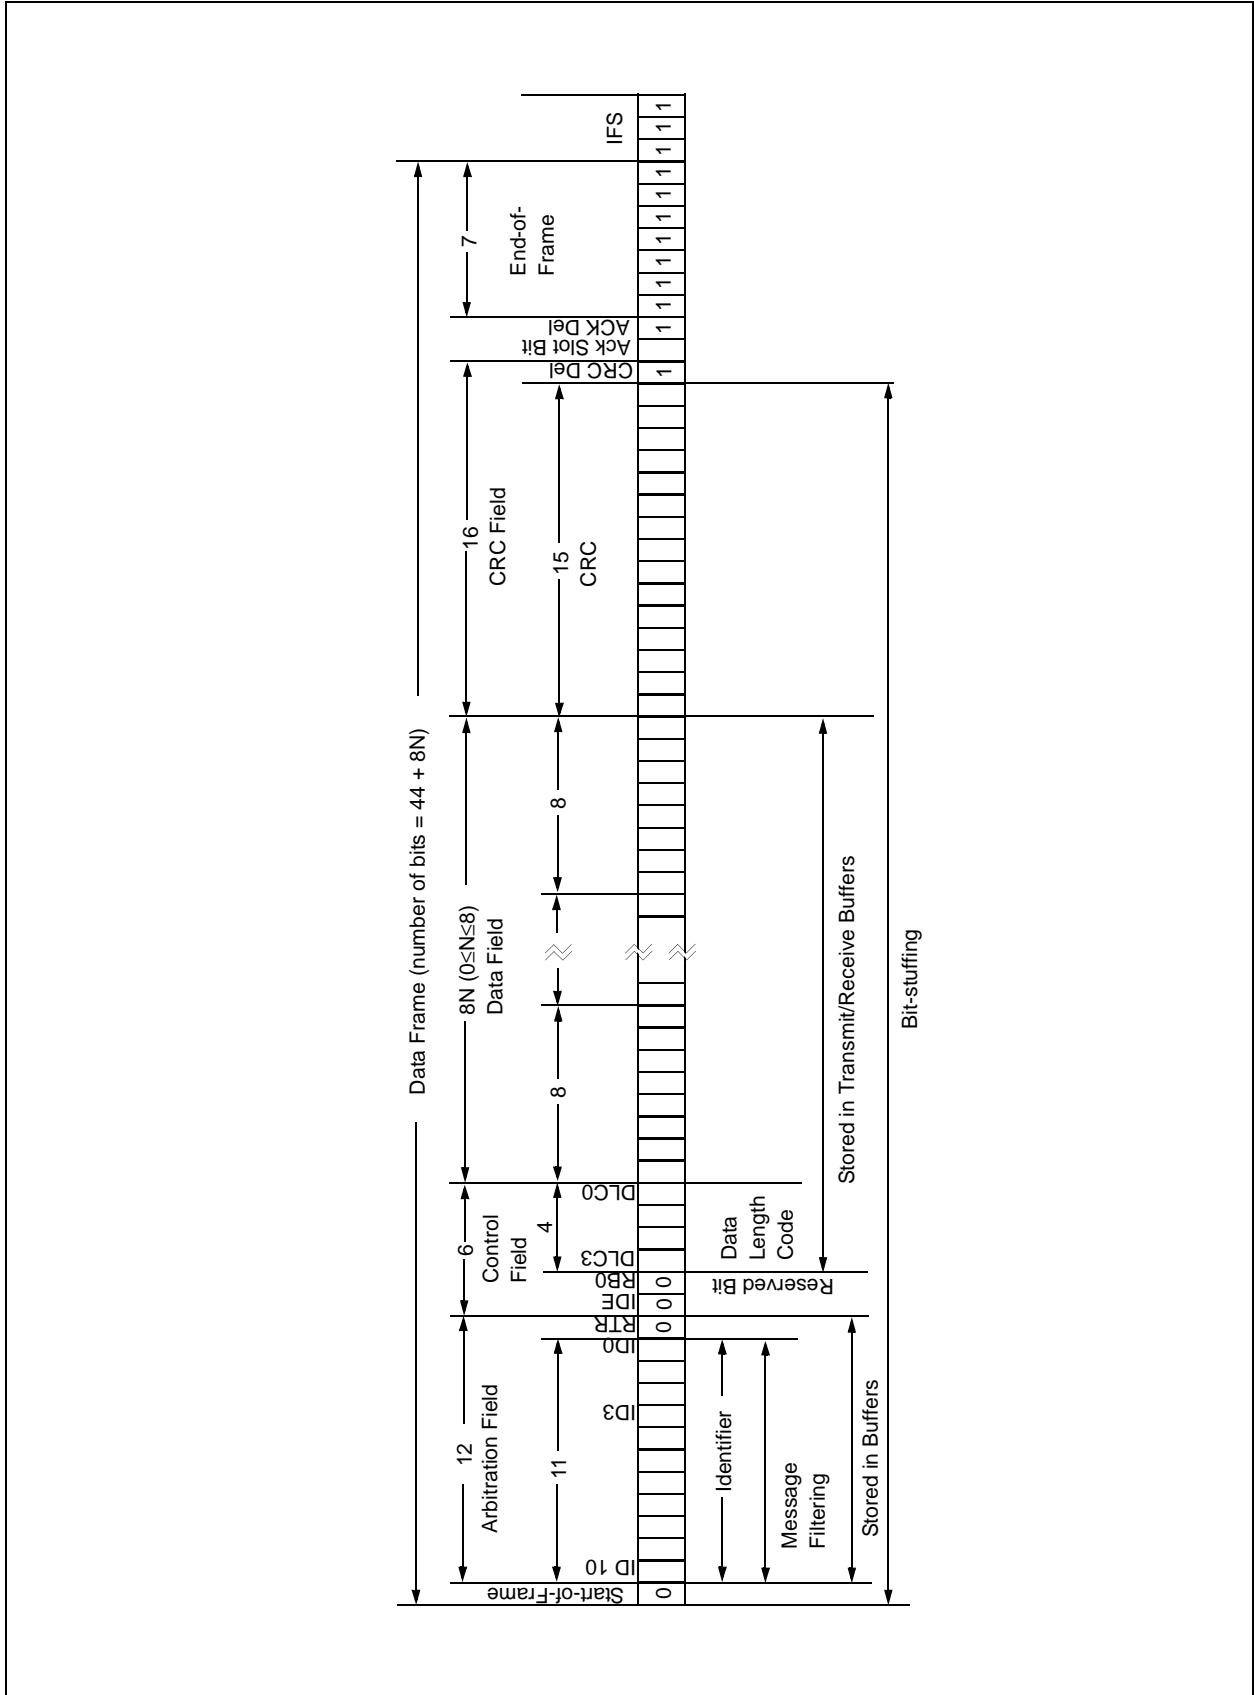 Data Frame (number of bits = 44 + 8N)
12
Arbitration Field
6
Control
Field
8N (0≤N≤8)
Data Field
16
CRC Field
7
End-of-
Frame
IFS
11
4
8
8
15
CRC
Start-of-Frame
ID 10
ID3
ID0
RTR
IDE
RB0
DLC3
DLC0
CRC Del
Ack Slot Bit
ACK Del
0
0
0
0
1
1
1
1
1
1
1
1
1
1
1
1
Identifier
Message
Filtering
Stored in Buffers
Reserved Bit
Data
Length
Code
Stored in Transmit/Receive Buffers
Bit-stuffing